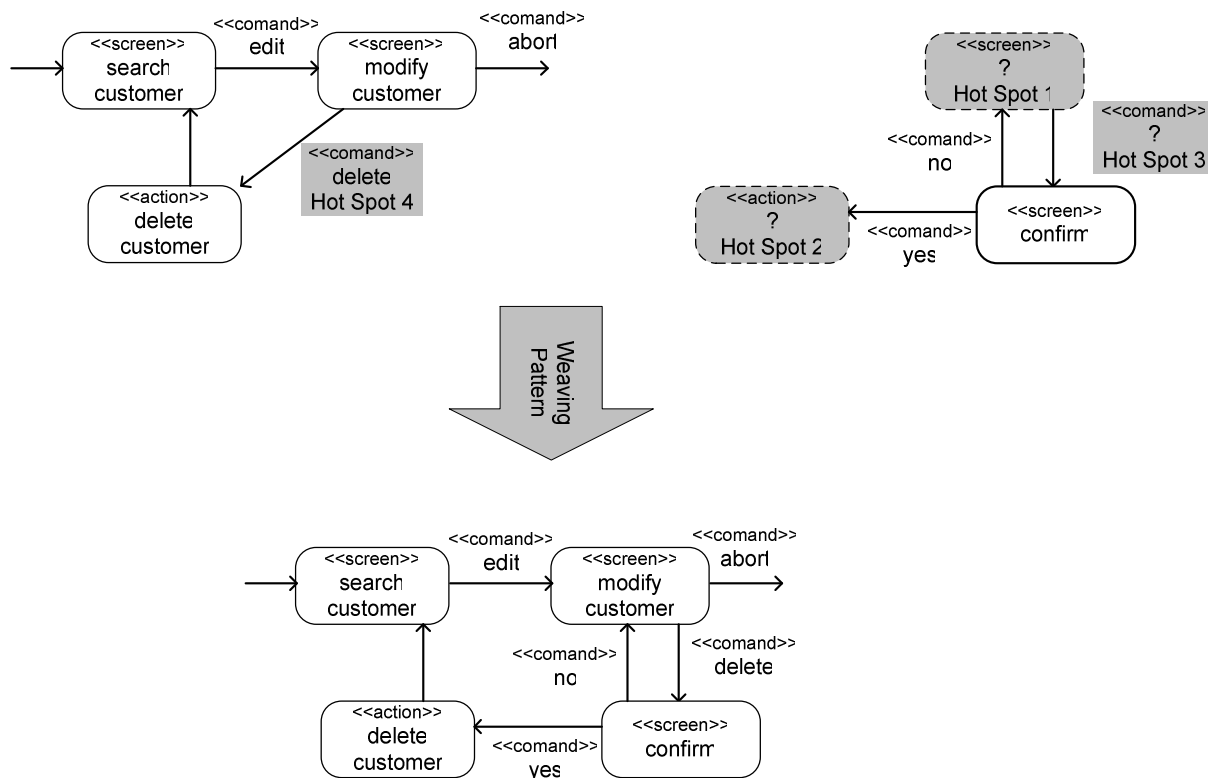 <<comand>>
edit
<<comand>>
abort
<<screen>>
search
customer
<<screen>>
modify
customer
<<comand>>
delete
Hot Spot 4
<<action>>
delete
customer
<<screen>>
?
Hot Spot 1
<<comand>>
?
Hot Spot 3
<<comand>>
no
<<action>>
?
Hot Spot 2
<<comand>>
yes
<<screen>>
confirm
Weaving
Pattern
<<screen>>
search
customer
<<comand>>
edit
<<screen>>
modify
customer
<<comand>>
abort
<<comand>>
no
<<comand>>
delete
<<action>>
delete
customer
<<comand>>
yes
<<screen>>
confirm